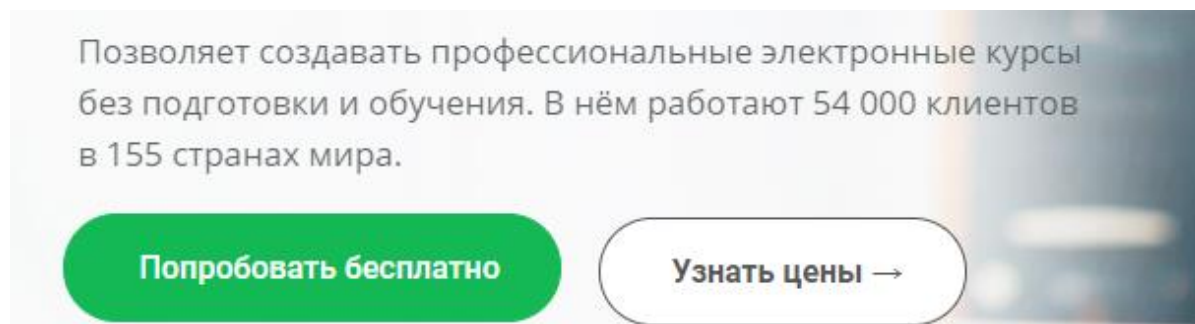 Позволяет создавать профессиональные электронные курсы
без подготовки и обучения. В нём работают 54 000 клиентов
в 155 странах мира.
Попробовать бесплатно
Узнать цены →